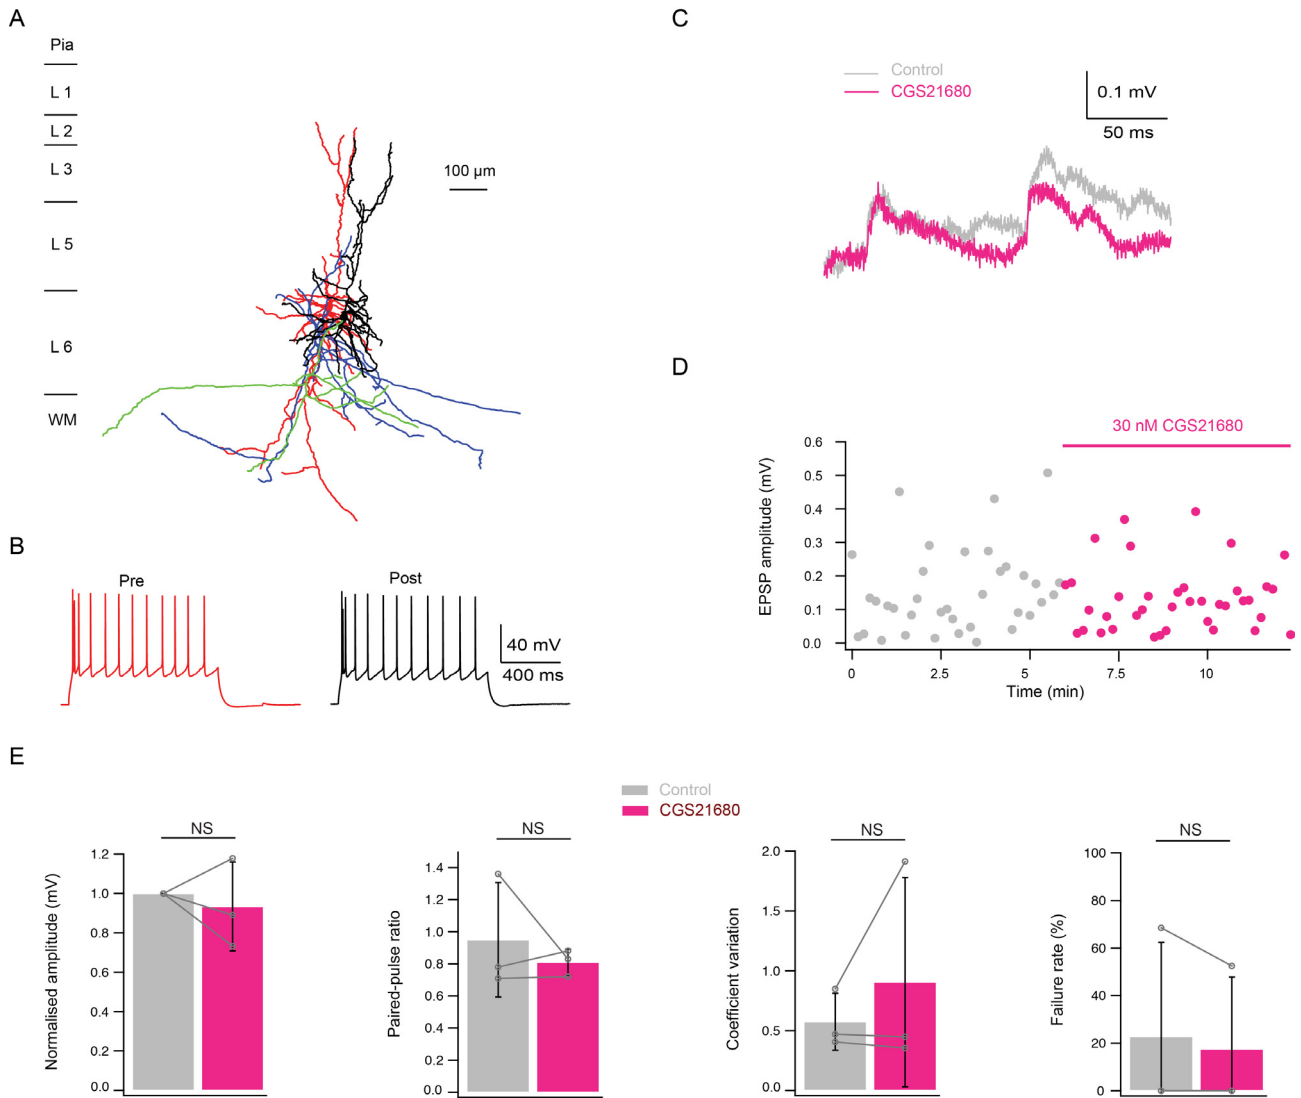 A
Pia
L 1
L 2
L 3
L 5
L 6
WM
100 µm
B
Pre
Post
40 mV
400 ms
C
Control
CGS21680
0.1 mV
50 ms
D
30 nM CGS21680
EPSP amplitude (mV)
0.6
0.5
0.4
0.3
0.2
0.1
0.0
0 2.5 5 7.5 10
Time (min)
E
Control
CGS21680
NS
Normalised amplitude (mV)
1.2
1.0
0.8
0.6
0.4
0.2
0.0
NS
Paired-pulse ratio
1.4
1.2
1.0
0.8
0.6
0.4
0.2
0.0
NS
Coefficient variation
2.0
1.5
1.0
0.5
0.0
NS
Failure rate (%)
100
80
60
40
20
0